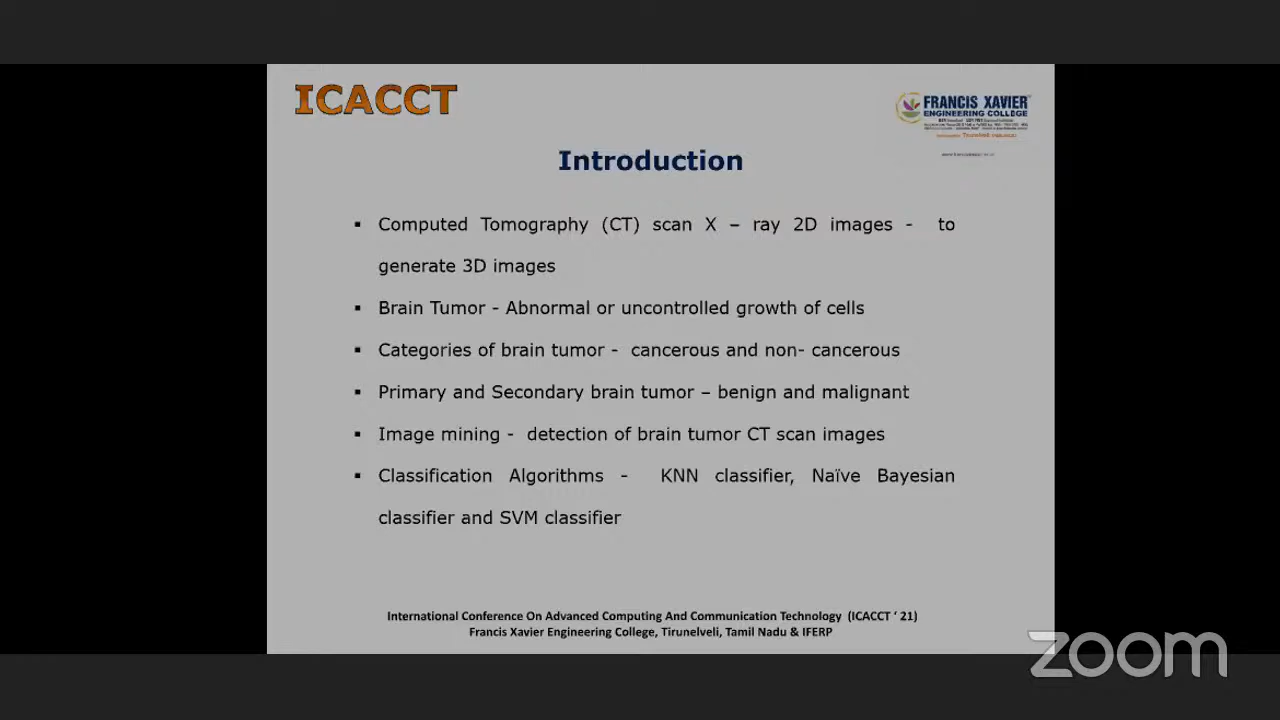 ICACCT
FRANCIS XAVIER
ENGINEERING COLLEGE
Introduction
▪ Computed Tomography (CT) scan X – ray 2D images - to
generate 3D images
▪ Brain Tumor - Abnormal or uncontrolled growth of cells
▪ Categories of brain tumor - cancerous and non- cancerous
▪ Primary and Secondary brain tumor – benign and malignant
▪ Image mining - detection of brain tumor CT scan images
▪ Classification Algorithms - KNN classifier, Naïve Bayesian
classifier and SVM classifier
International Conference On Advanced Computing And Communication Technology (ICACCT ‘ 21)
Francis Xavier Engineering College, Tirunelveli, Tamil Nadu & IFERP
zoom